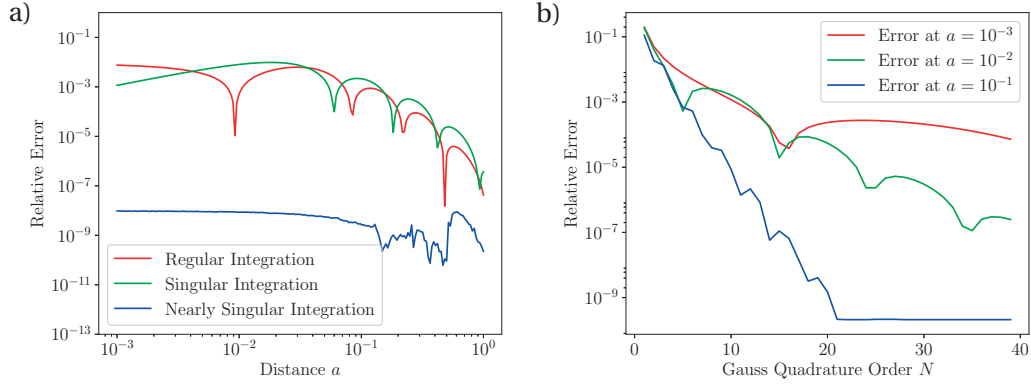 a)
Relative Error
10⁻¹
10⁻³
10⁻⁵
10⁻⁷
10⁻⁹
10⁻¹¹
10⁻¹³
Regular Integration
Singular Integration
Nearly Singular Integration
10⁻³
10⁻²
10⁻¹
10⁰
Distance a
b)
Relative Error
10⁻¹
10⁻³
10⁻⁵
10⁻⁷
10⁻⁹
Error at a = 10⁻³
Error at a = 10⁻²
Error at a = 10⁻¹
0
10
20
30
40
Gauss Quadrature Order N